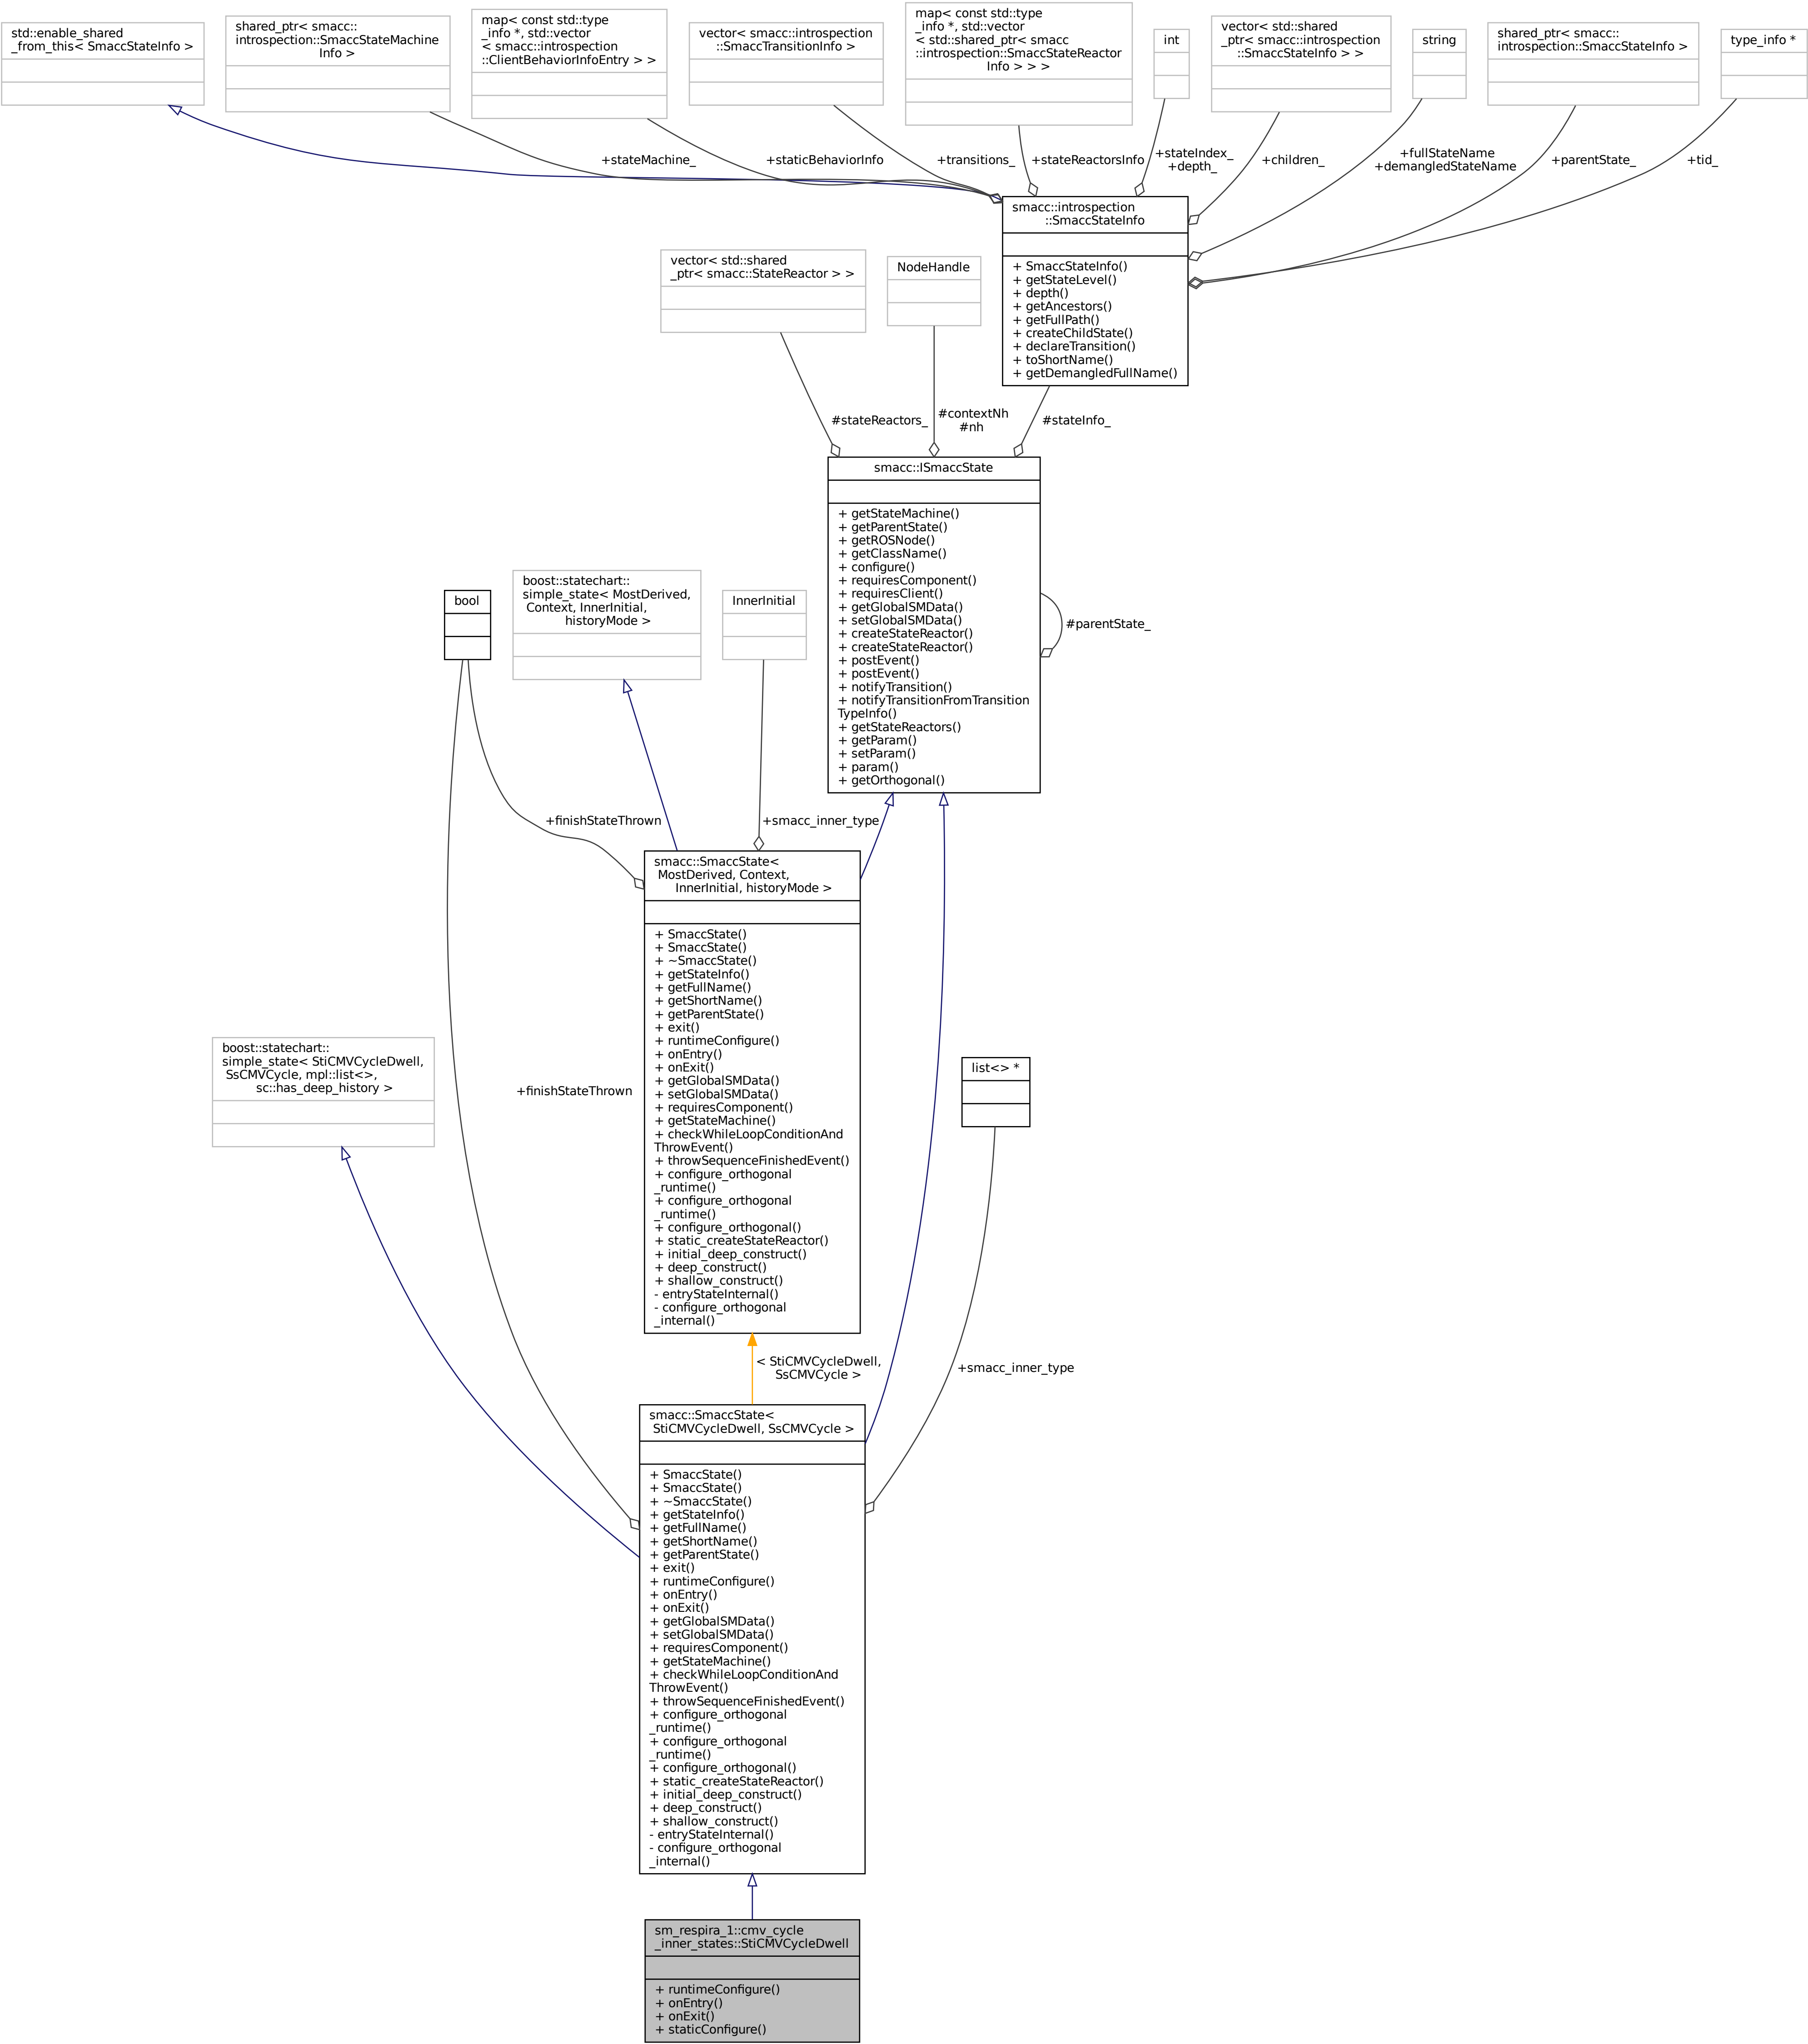 std::enable_shared
_from_this< SmaccStateInfo >
shared_ptr< smacc::
introspection::SmaccStateMachine
Info >
map< const std::type
_info *, std::vector
< smacc::introspection
::ClientBehaviorInfoEntry > >
vector< smacc::introspection
::SmaccTransitionInfo >
map< const std::type
_info *, std::vector
< std::shared_ptr< smacc
::introspection::SmaccStateReactor
Info > > >
int
vector< std::shared
_ptr< smacc::introspection
::SmaccStateInfo > >
string
shared_ptr< smacc::
introspection::SmaccStateInfo >
type_info *
+stateMachine_
+staticBehaviorInfo
+transitions_
+stateReactorsInfo
+stateIndex_
+depth_
+children_
+fullStateName
+demangledStateName
+parentState_
+tid_
smacc::introspection
::SmaccStateInfo
+ SmaccStateInfo()
+ getStateLevel()
+ depth()
+ getAncestors()
+ getFullPath()
+ createChildState()
+ declareTransition()
+ toShortName()
+ getDemangledFullName()
vector< std::shared
_ptr< smacc::StateReactor > >
NodeHandle
#stateReactors_
#contextNh
#nh
#stateInfo_
smacc::ISmaccState
+ getStateMachine()
+ getParentState()
+ getROSNode()
+ getClassName()
+ configure()
+ requiresComponent()
+ requiresClient()
+ getGlobalSMData()
+ setGlobalSMData()
+ createStateReactor()
+ createStateReactor()
+ postEvent()
+ postEvent()
+ notifyTransition()
+ notifyTransitionFromTransition
TypeInfo()
+ getStateReactors()
+ getParam()
+ setParam()
+ param()
+ getOrthogonal()
#parentState_
bool
boost::statechart::
simple_state< MostDerived,
Context, InnerInitial,
historyMode >
InnerInitial
+finishStateThrown
+smacc_inner_type
smacc::SmaccState<
MostDerived, Context,
InnerInitial, historyMode >
+ SmaccState()
+ SmaccState()
+ ~SmaccState()
+ getStateInfo()
+ getFullName()
+ getShortName()
+ getParentState()
+ exit()
+ runtimeConfigure()
+ onEntry()
+ onExit()
+ getGlobalSMData()
+ setGlobalSMData()
+ requiresComponent()
+ getStateMachine()
+ checkWhileLoopConditionAnd
ThrowEvent()
+ throwSequenceFinishedEvent()
+ configure_orthogonal
_runtime()
+ configure_orthogonal
_runtime()
+ configure_orthogonal()
+ static_createStateReactor()
+ initial_deep_construct()
+ deep_construct()
+ shallow_construct()
- entryStateInternal()
- configure_orthogonal
_internal()
boost::statechart::
simple_state< StiCMVCycleDwell,
SsCMVCycle, mpl::list<>,
sc::has_deep_history >
+finishStateThrown
list<> *
< StiCMVCycleDwell,
SsCMVCycle >
+smacc_inner_type
smacc::SmaccState<
StiCMVCycleDwell, SsCMVCycle >
+ SmaccState()
+ SmaccState()
+ ~SmaccState()
+ getStateInfo()
+ getFullName()
+ getShortName()
+ getParentState()
+ exit()
+ runtimeConfigure()
+ onEntry()
+ onExit()
+ getGlobalSMData()
+ setGlobalSMData()
+ requiresComponent()
+ getStateMachine()
+ checkWhileLoopConditionAnd
ThrowEvent()
+ throwSequenceFinishedEvent()
+ configure_orthogonal
_runtime()
+ configure_orthogonal
_runtime()
+ configure_orthogonal()
+ static_createStateReactor()
+ initial_deep_construct()
+ deep_construct()
+ shallow_construct()
- entryStateInternal()
- configure_orthogonal
_internal()
sm_respira_1::cmv_cycle
_inner_states::StiCMVCycleDwell
+ runtimeConfigure()
+ onEntry()
+ onExit()
+ staticConfigure()